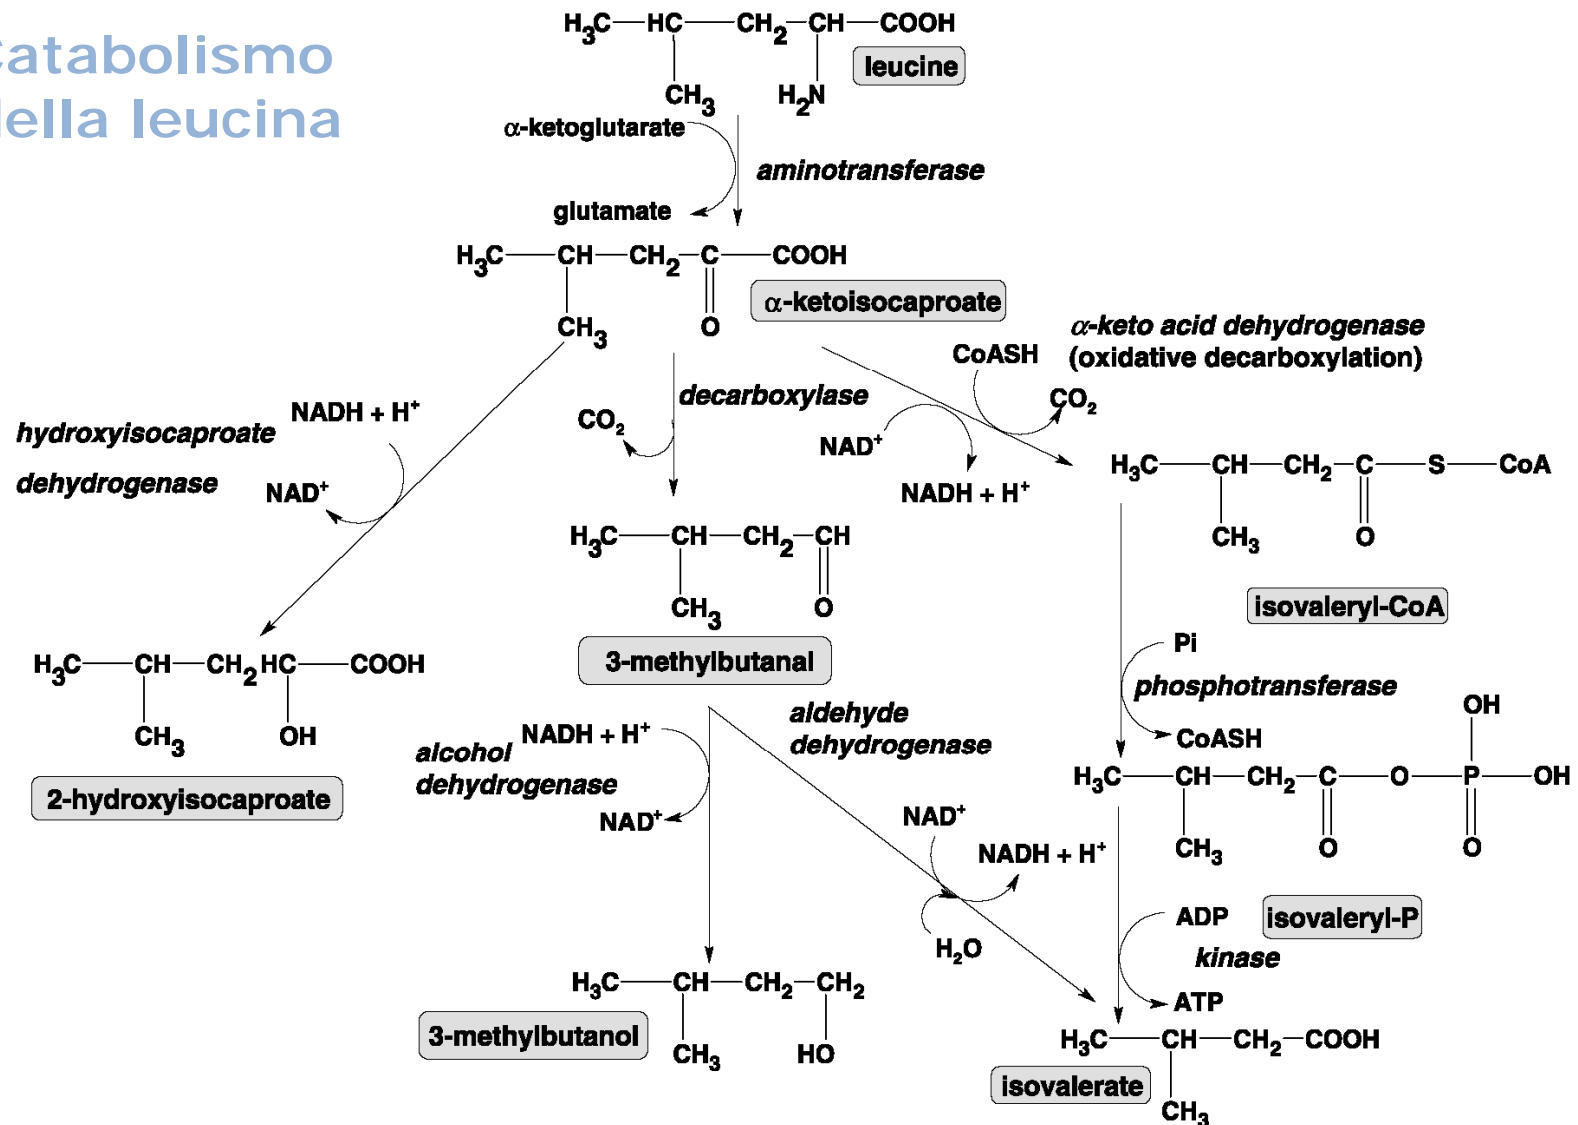 Catabolismo
della leucina
H₃C—HC—CH₂—CH—COOH
leucine
CH₃ H₂N
α-ketoglutarate
aminotransferase
glutamate
H₃C—CH—CH₂—C—COOH
α-ketoisocaproate
CH₃ O
α-keto acid dehydrogenase
(oxidative decarboxylation)
CoASH
CO₂
decarboxylase
CO₂
NAD⁺
NADH + H⁺
hydroxyisocaproate
dehydrogenase
NADH + H⁺
NAD⁺
H₃C—CH—CH₂—C—S—CoA
CH₃ O
isovaleryl-CoA
H₃C—CH—CH₂—CH
CH₃ O
3-methylbutanal
H₃C—CH—CH₂HC—COOH
CH₃ OH
2-hydroxyisocaproate
Pi
phosphotransferase
CoASH
alcohol
dehydrogenase
NADH + H⁺
NAD⁺
aldehyde
dehydrogenase
NAD⁺
NADH + H⁺
H₂O
OH
H₃C—CH—CH₂—C—O—P—OH
CH₃ O O
isovaleryl-P
ADP
kinase
ATP
H₃C—CH—CH₂—CH₂
CH₃ HO
3-methylbutanol
H₃C—CH—CH₂—COOH
CH₃
isovalerate